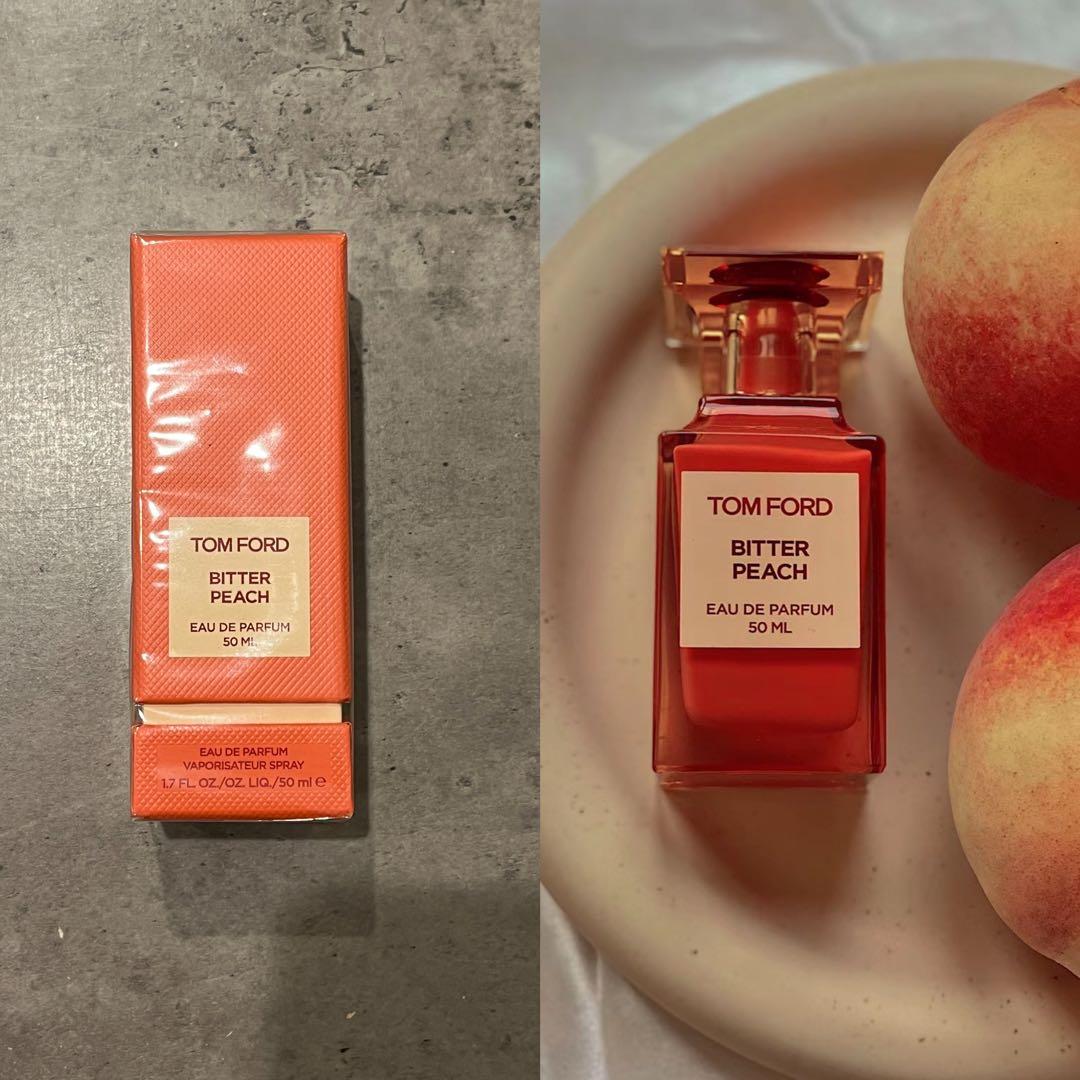 TOM FORD
BITTER
PEACH
EAU DE PARFUM
50 ML
EAU DE PARFUM
VAPORISATEUR SPRAY
1.7 FL. OZ./OZ. LIQ./50 ml e
TOM FORD
BITTER
PEACH
EAU DE PARFUM
50 ML